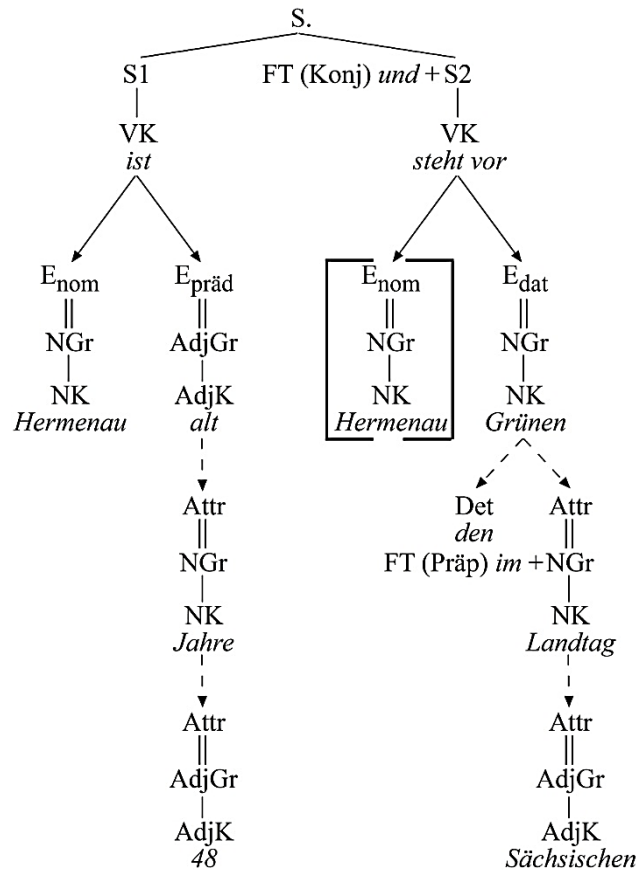 S.
S1 FT (Konj) und + S2
VK VK
ist steht vor
Enom Epräd Enom Edat
NGr AdjGr NGr NGr
NK AdjK NK NK
Hermenau alt Hermenau Grünen
Attr Det Attr
den
NGr FT (Präp) im + NGr
NK NK
Jahre Landtag
Attr Attr
AdjGr AdjGr
AdjK AdjK
48 Sächsischen